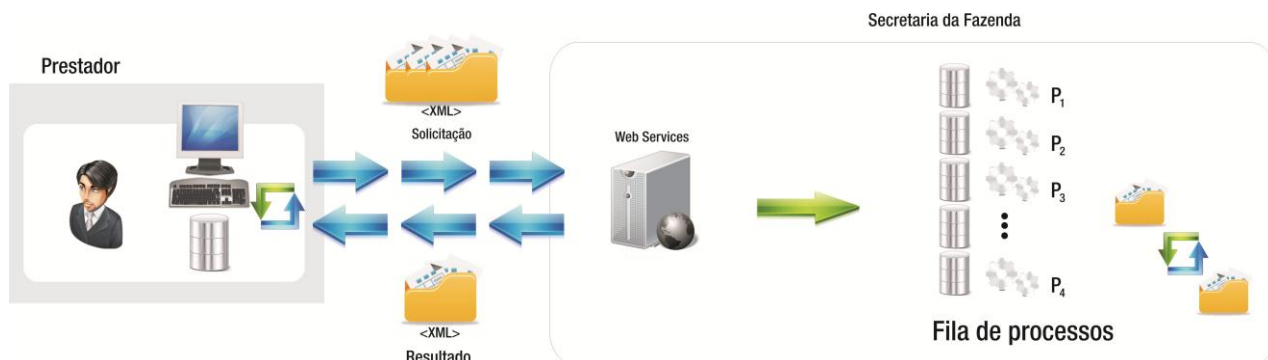 Secretaria da Fazenda
Prestador
<XML>
Solicitação
Web Services
P1
P2
P3
P4
Fila de processos
<XML>
Resultado